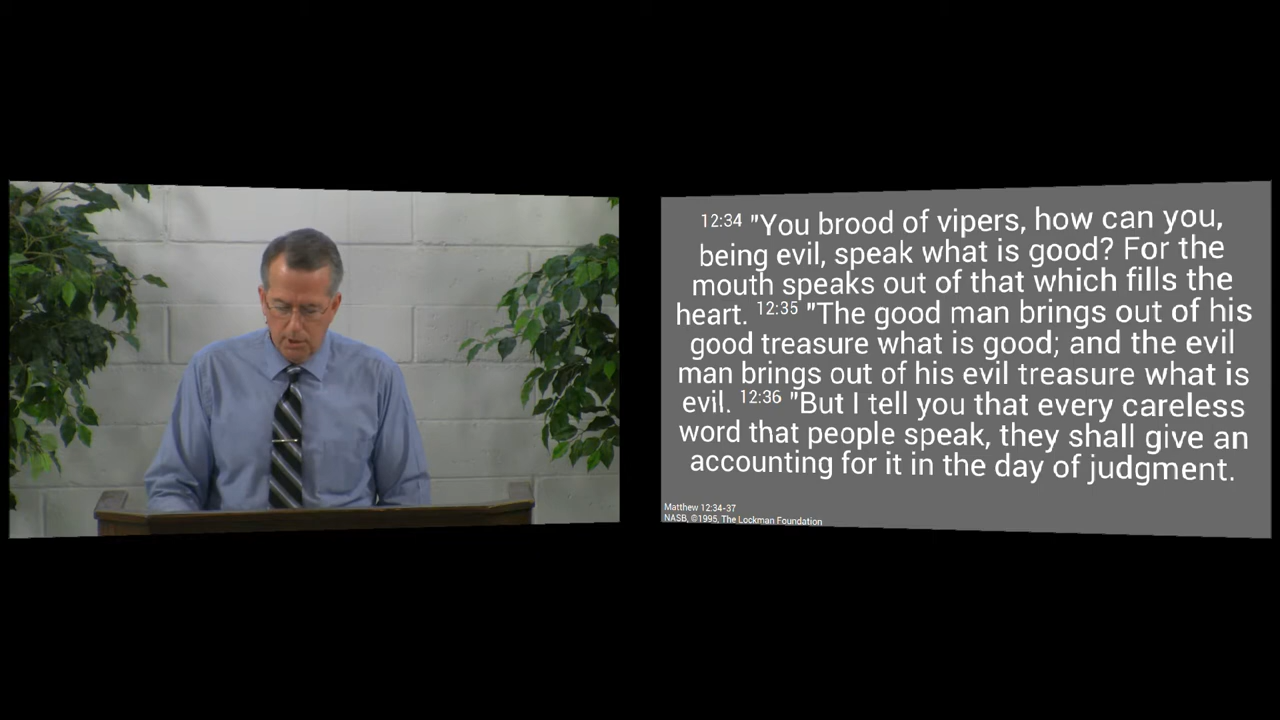 12:34 "You brood of vipers, how can you,
being evil, speak what is good? For the
mouth speaks out of that which fills the
heart. 12:35 "The good man brings out of his
good treasure what is good; and the evil
man brings out of his evil treasure what is
evil. 12:36 "But I tell you that every careless
word that people speak, they shall give an
accounting for it in the day of judgment.
Matthew 12:34-37
NASB, ©1995, The Lockman Foundation